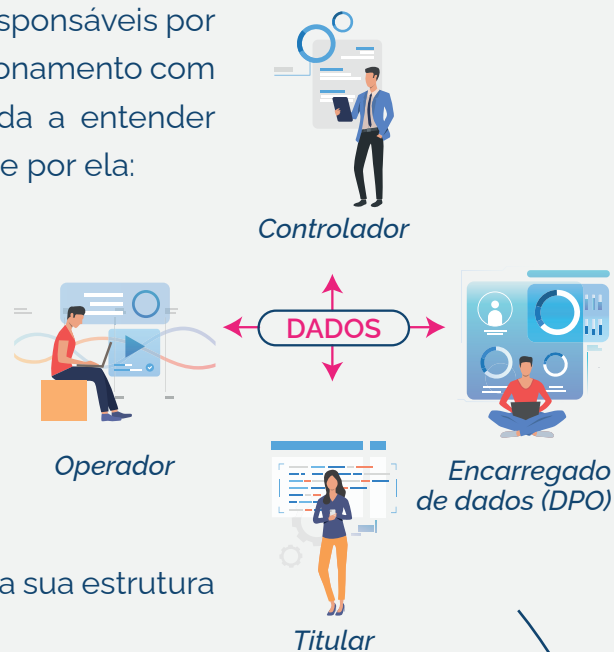 sponsáveis por
onamento com
da a entender
e por ela:
Controlador
DADOS
Operador
Encarregado
de dados (DPO)
a sua estrutura
Titular